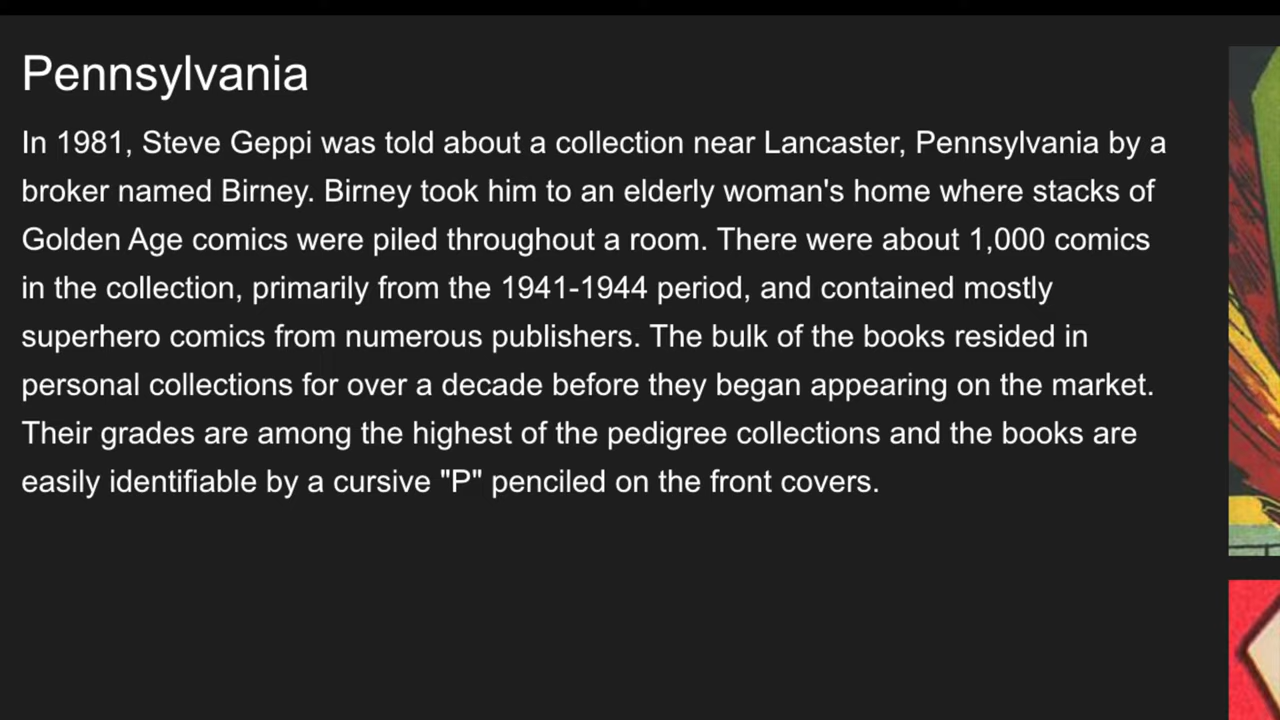 Pennsylvania
In 1981, Steve Geppi was told about a collection near Lancaster, Pennsylvania by a
broker named Birney. Birney took him to an elderly woman's home where stacks of
Golden Age comics were piled throughout a room. There were about 1,000 comics
in the collection, primarily from the 1941-1944 period, and contained mostly
superhero comics from numerous publishers. The bulk of the books resided in
personal collections for over a decade before they began appearing on the market.
Their grades are among the highest of the pedigree collections and the books are
easily identifiable by a cursive "P" penciled on the front covers.